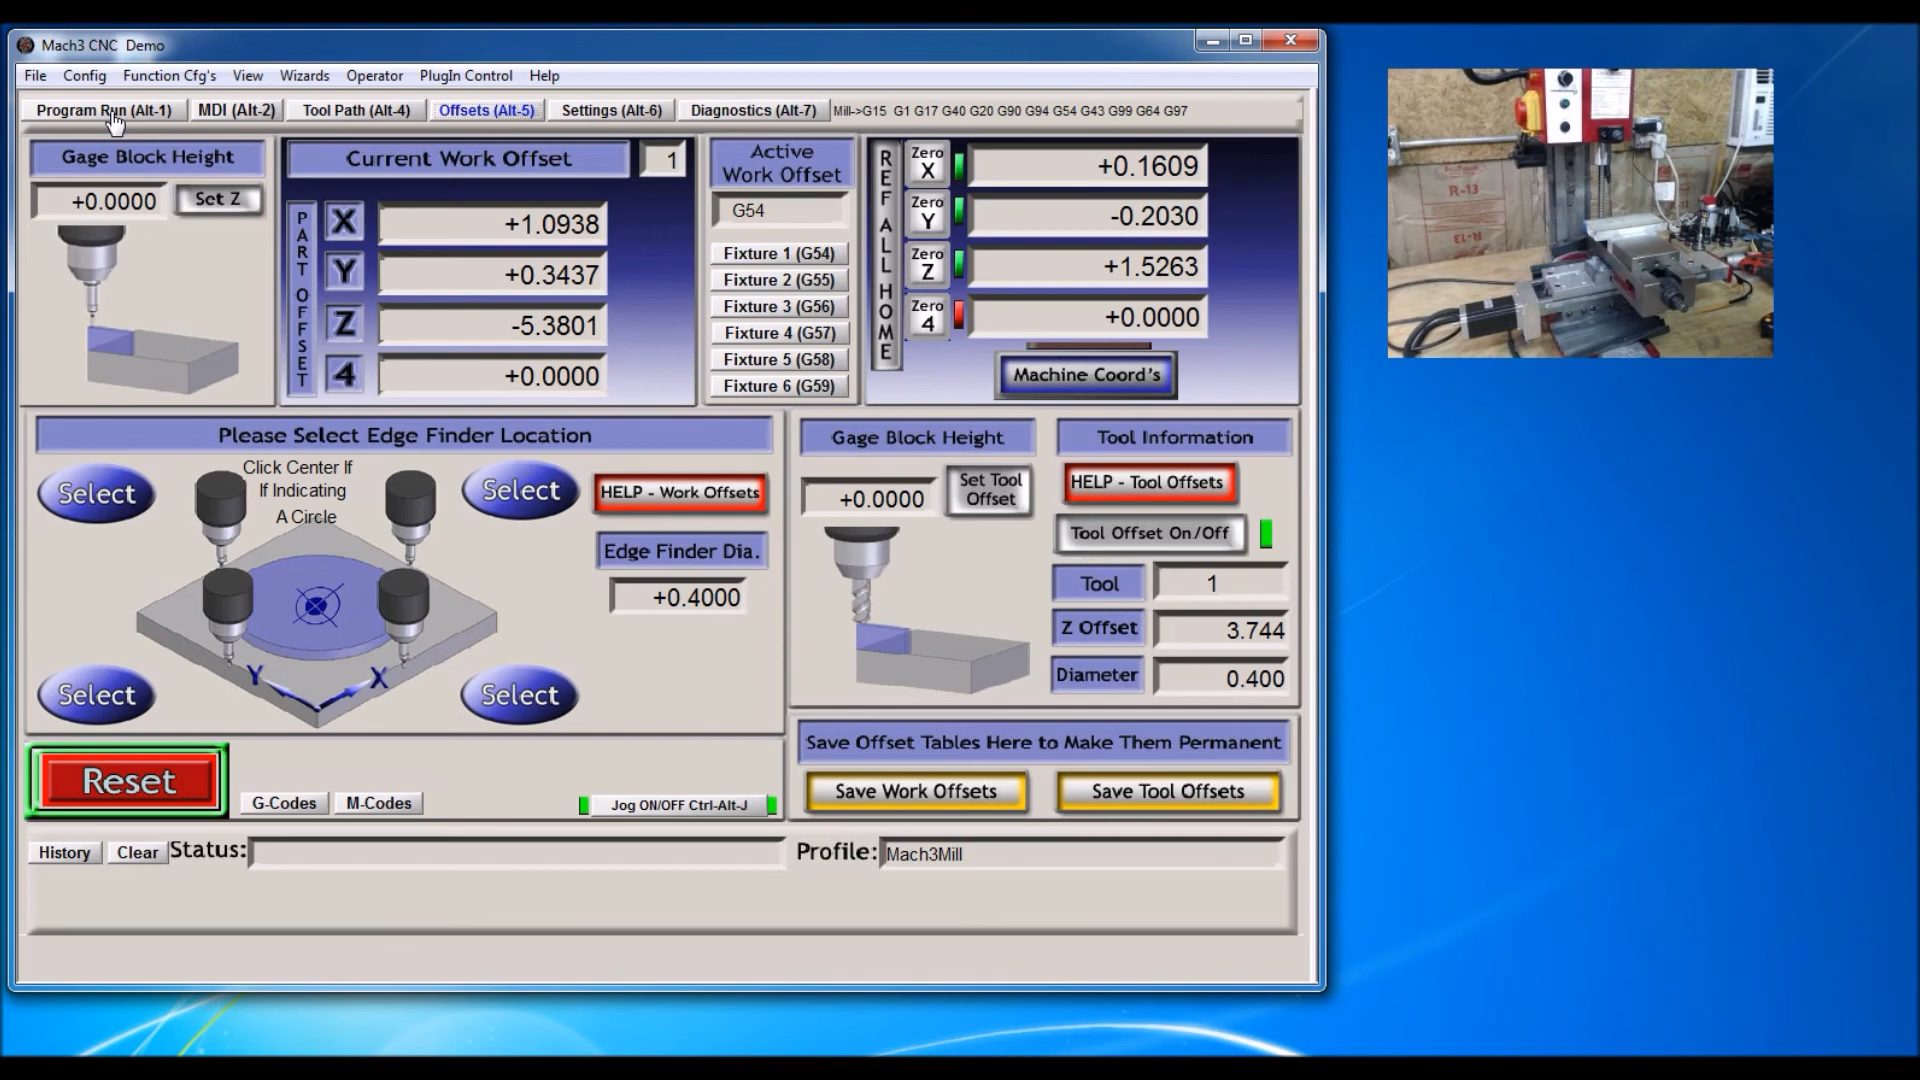 Mach3 CNC Demo
File Config Function Cfg's View Wizards Operator PlugIn Control Help
Program Run (Alt-1) MDI (Alt-2) Tool Path (Alt-4) Offsets (Alt-5) Settings (Alt-6) Diagnostics (Alt-7) Mill->G15 G1 G17 G40 G20 G90 G94 G54 G43 G99 G64 G97
Gage Block Height
+0.0000 Set Z
Current Work Offset 1
PART OFFSET
X +1.0938
Y +0.3437
Z -5.3801
4 +0.0000
Active
Work Offset
G54
Fixture 1 (G54)
Fixture 2 (G55)
Fixture 3 (G56)
Fixture 4 (G57)
Fixture 5 (G58)
Fixture 6 (G59)
REF ALL HOME
Zero X +0.1609
Zero Y -0.2030
Zero Z +1.5263
Zero 4 +0.0000
Machine Coord's
R-13
R-13
Please Select Edge Finder Location
Select
Click Center If
If Indicating
A Circle
Select
HELP - Work Offsets
Edge Finder Dia.
+0.4000
Y X
Select
Select
Gage Block Height
+0.0000 Set Tool
Offset
Tool Information
HELP - Tool Offsets
Tool Offset On/Off
Tool 1
Z Offset 3.744
Diameter 0.400
Save Offset Tables Here to Make Them Permanent
Save Work Offsets Save Tool Offsets
Reset
G-Codes M-Codes
Jog ON/OFF Ctrl-Alt-J
History Clear Status:
Profile: Mach3Mill